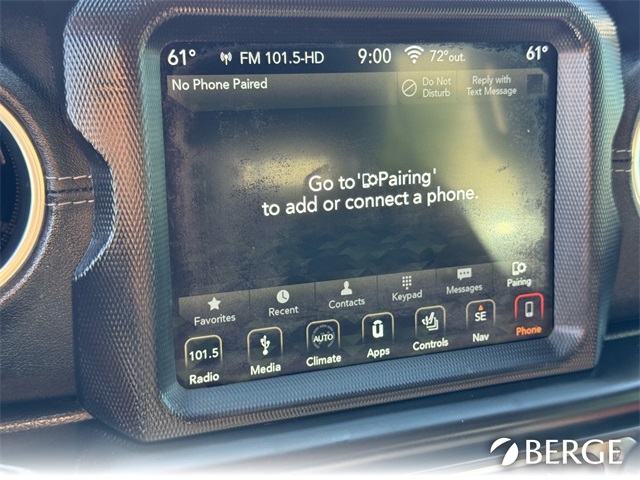 61° FM 101.5-HD 9:00 72°out. 61°
No Phone Paired
Do Not
Disturb
Reply with
Text Message
Go to 'Pairing'
to add or connect a phone.
Favorites Recent Contacts Keypad Messages Pairing
101.5 AUTO SE
Radio Media Climate Apps Controls Nav Phone
BERGE